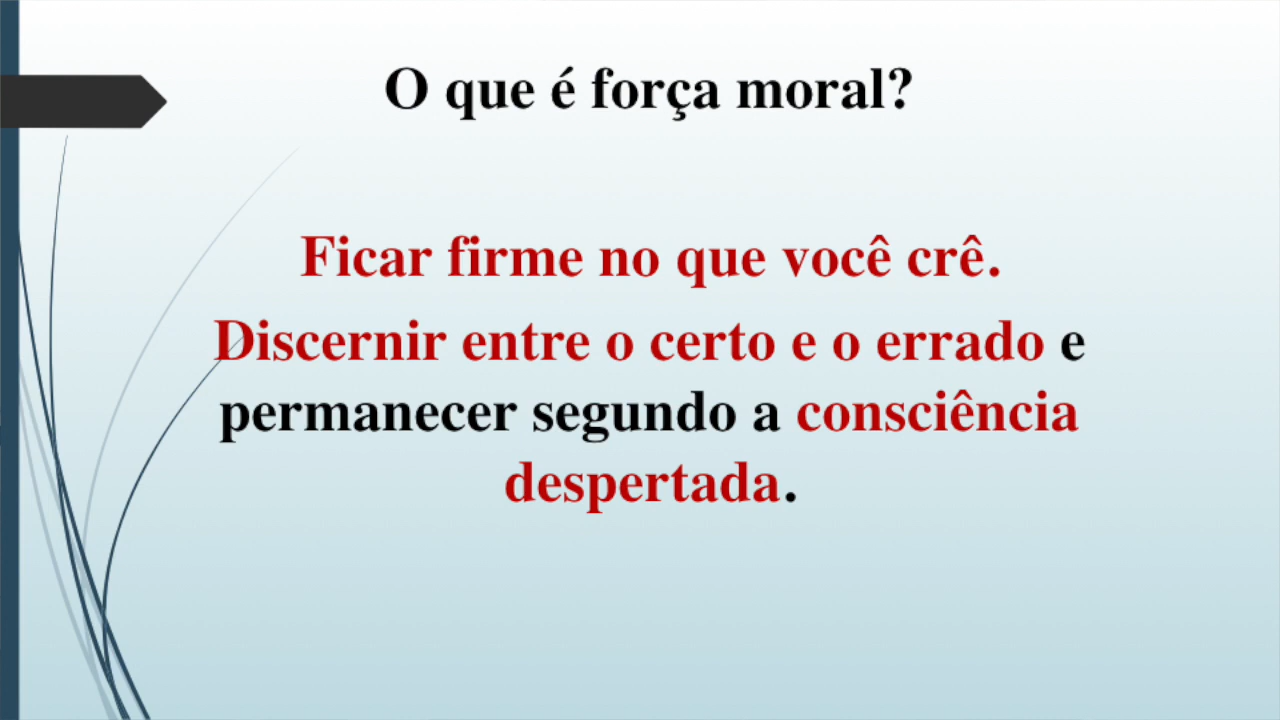 O que é força moral?
Ficar firme no que você crê.
Discernir entre o certo e o errado e
permanecer segundo a consciência
despertada.